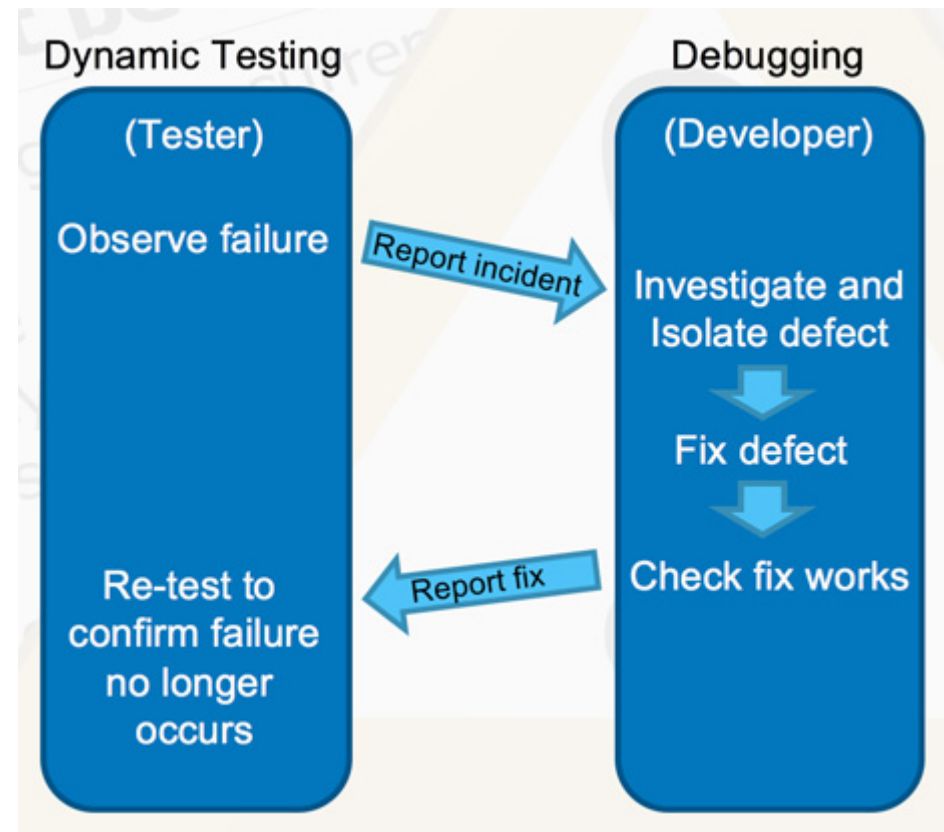 Dynamic Testing
(Tester)
Observe failure
Re-test to
confirm failure
no longer
occurs
Report incident
Report fix
Debugging
(Developer)
Investigate and
Isolate defect
Fix defect
Check fix works